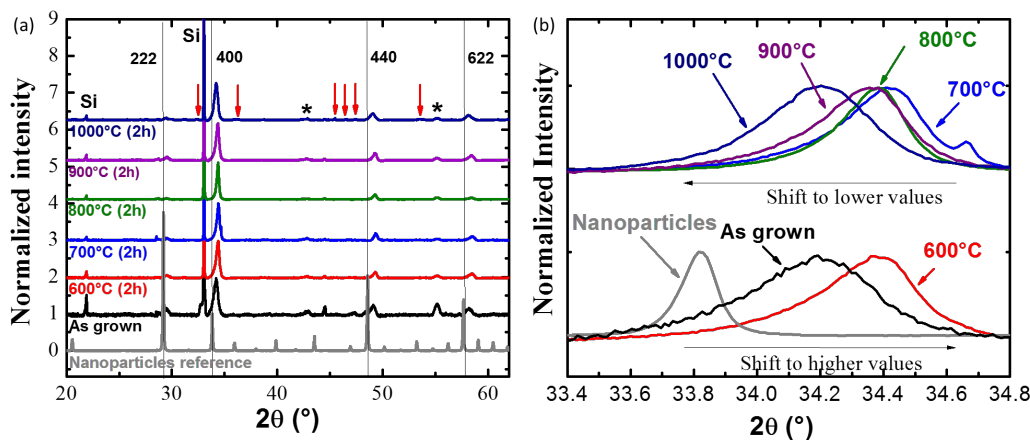 (a)
Normalized intensity
9
8
7
6
5
4
3
2
1
0
20
30
40
50
60
2θ (°)
Si
Si
222
400
440
622
*
*
1000°C (2h)
900°C (2h)
800°C (2h)
700°C (2h)
600°C (2h)
As grown
Nanoparticles reference
(b)
Normalized Intensity
1000°C
900°C
800°C
700°C
Shift to lower values
Nanoparticles
As grown
600°C
Shift to higher values
33.4
33.6
33.8
34.0
34.2
34.4
34.6
34.8
2θ (°)